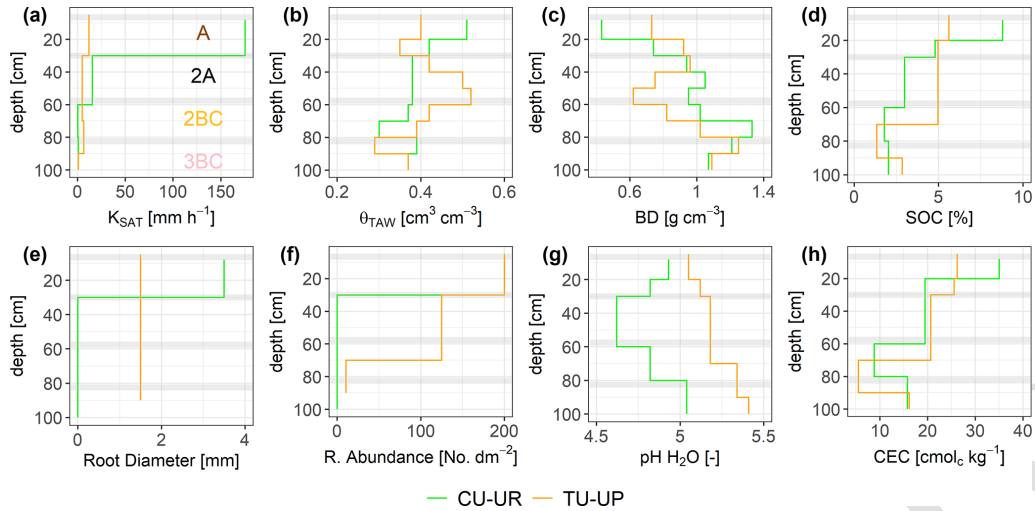 (a)
A
2A
2BC
3BC
depth [cm]
20
40
60
80
100
0
50
100
150
K_SAT [mm h⁻¹]
(b)
depth [cm]
20
40
60
80
100
0.2
0.4
0.6
θ_TAW [cm³ cm⁻³]
(c)
depth [cm]
20
40
60
80
100
0.6
1
1.4
BD [g cm⁻³]
(d)
depth [cm]
20
40
60
80
100
0
5
10
SOC [%]
(e)
depth [cm]
20
40
60
80
100
0
2
4
Root Diameter [mm]
(f)
depth [cm]
20
40
60
80
100
0
100
200
R. Abundance [No. dm⁻²]
(g)
depth [cm]
20
40
60
80
100
4.5
5
5.5
pH H₂O [-]
(h)
depth [cm]
20
40
60
80
100
10
20
30
40
CEC [cmol_c kg⁻¹]
CU-UR TU-UP